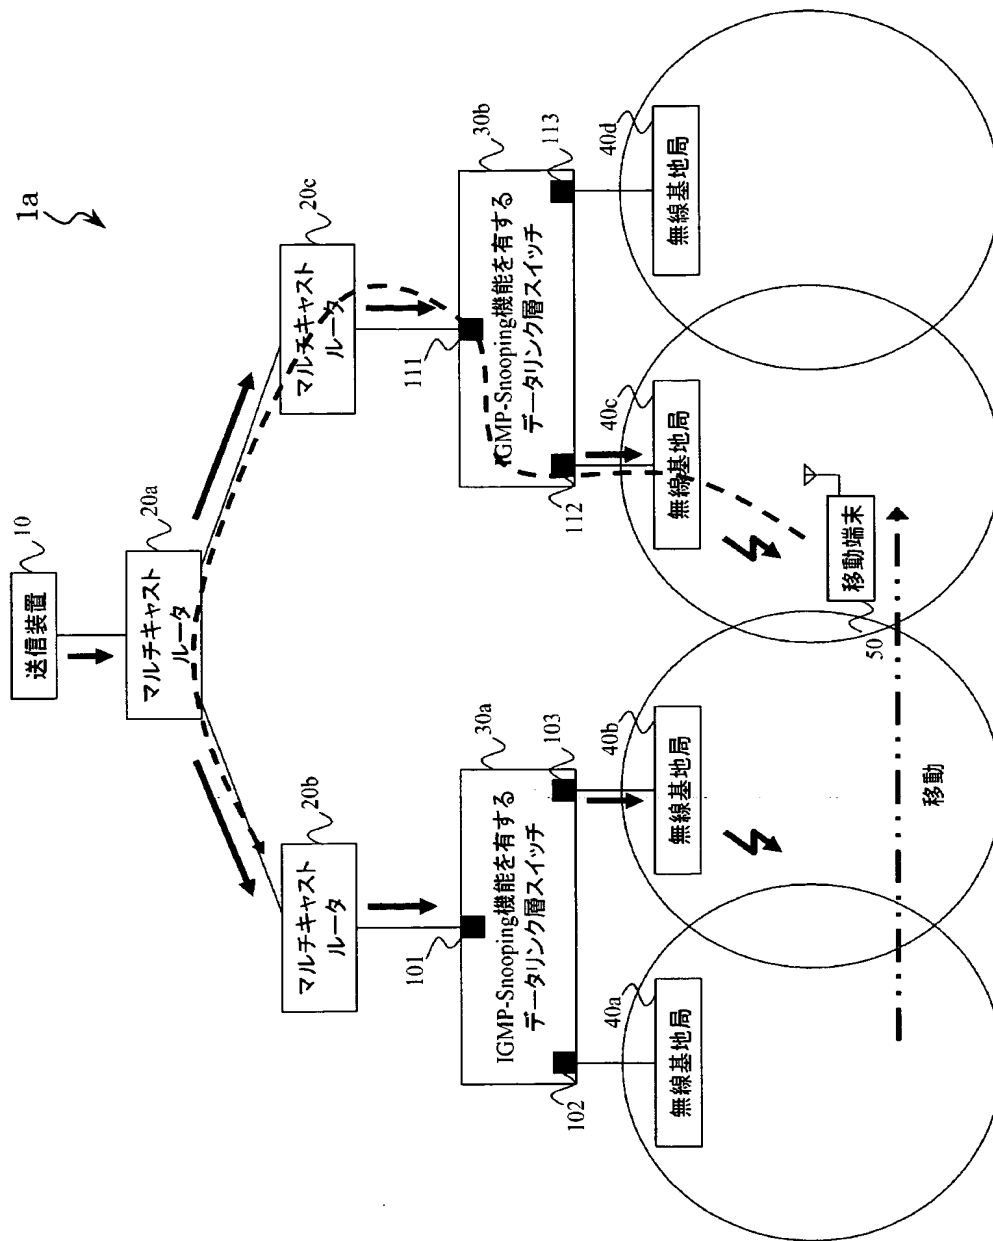 1a
10
送信装置
20a
マルチキャスト
ルータ
20b
マルチキャスト
ルータ
20c
マルチキャスト
ルータ
101
30a
IGMP-Snooping機能を有する
データリンク層スイッチ
102
103
111
30b
IGMP-Snooping機能を有する
データリンク層スイッチ
112
113
40a
無線基地局
40b
無線基地局
40c
無線基地局
40d
無線基地局
移動端末
50
移動